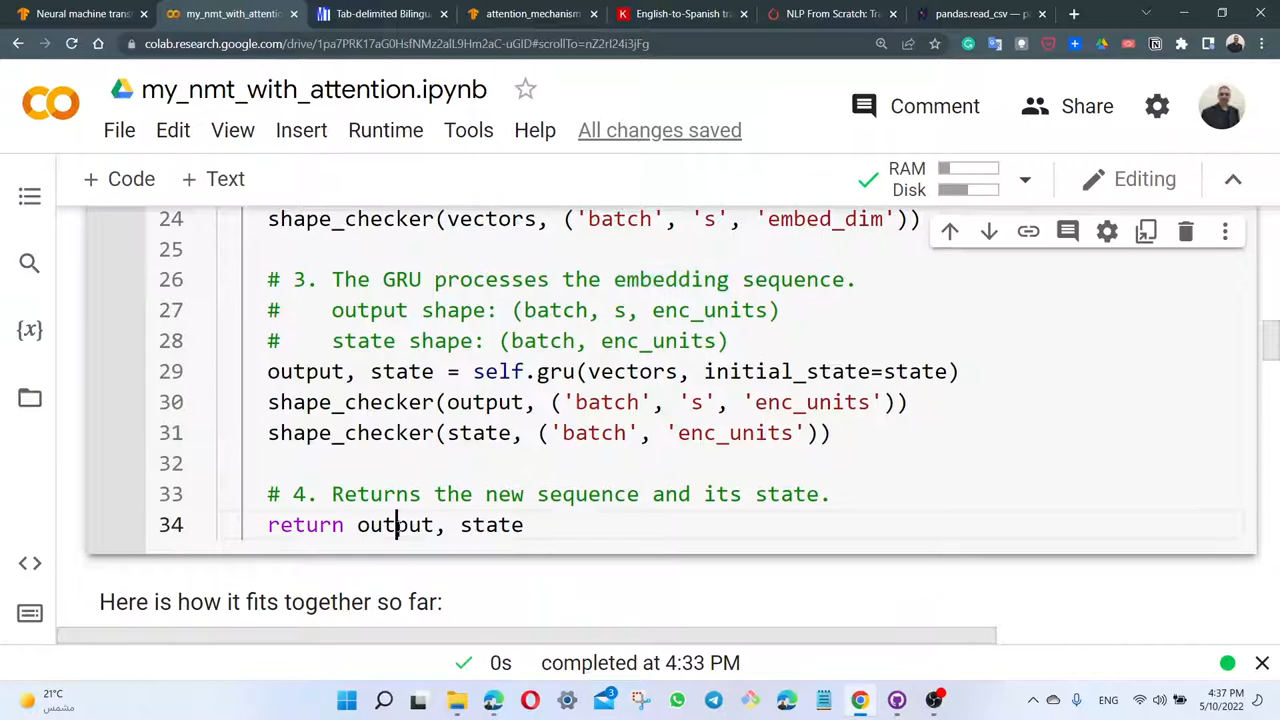 Neural machine trans
my_nmt_with_attentio
Tab-delimited Bilingu
attention_mechanism
English-to-Spanish tra
NLP From Scratch: Tra
pandas.read_csv — pa
colab.research.google.com/drive/1pa7PRK17aG0HsfNMz2aIL9Hm2aC-uGID#scrollTo=nZ2rI24i3jFg
my_nmt_with_attention.ipynb
Comment
Share
File Edit View Insert Runtime Tools Help All changes saved
+ Code + Text
RAM
Disk
Editing
24 shape_checker(vectors, ('batch', 's', 'embed_dim'))
25
26 # 3. The GRU processes the embedding sequence.
27 #    output shape: (batch, s, enc_units)
28 #    state shape: (batch, enc_units)
29 output, state = self.gru(vectors, initial_state=state)
30 shape_checker(output, ('batch', 's', 'enc_units'))
31 shape_checker(state, ('batch', 'enc_units'))
32
33 # 4. Returns the new sequence and its state.
34 return output, state
Here is how it fits together so far:
0s completed at 4:33 PM
21°C
مشمس
3
ENG
4:37 PM
5/10/2022